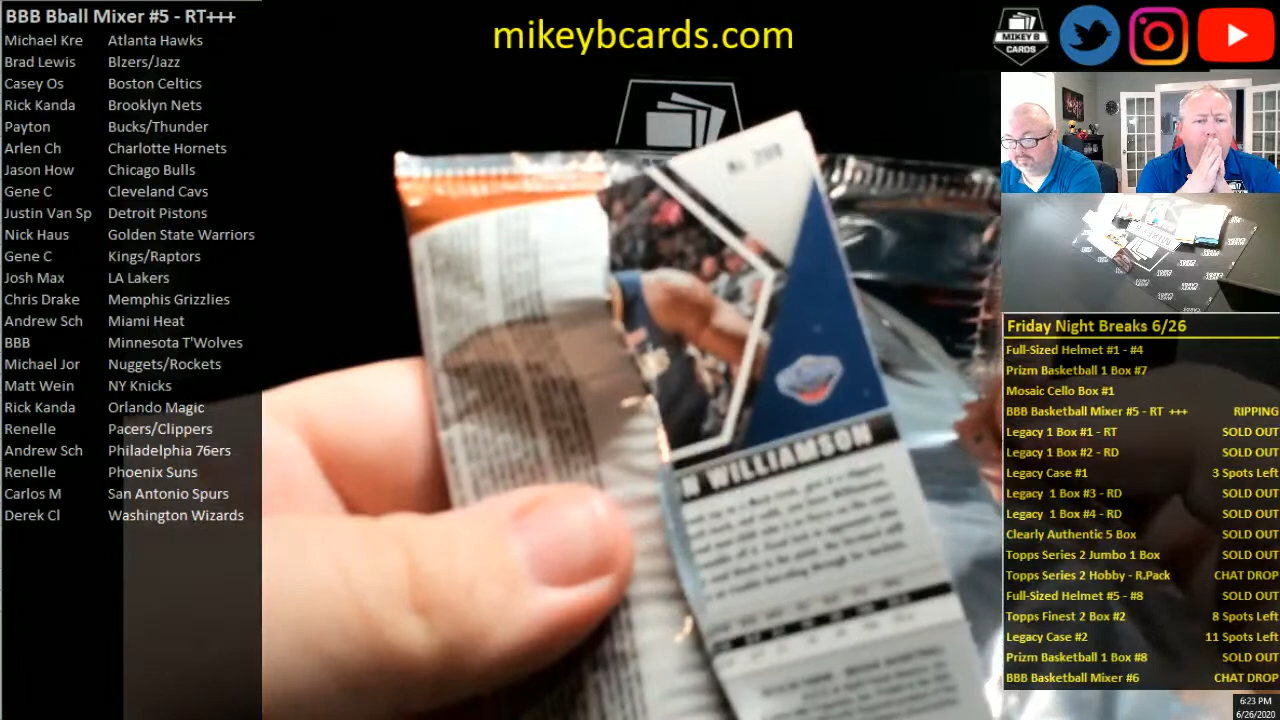 BBB Bball Mixer #5 - RT+++
Michael Kre Atlanta Hawks
Brad Lewis Blzers/Jazz
Casey Os Boston Celtics
Rick Kanda Brooklyn Nets
Payton Bucks/Thunder
Arlen Ch Charlotte Hornets
Jason How Chicago Bulls
Gene C Cleveland Cavs
Justin Van Sp Detroit Pistons
Nick Haus Golden State Warriors
Gene C Kings/Raptors
Josh Max LA Lakers
Chris Drake Memphis Grizzlies
Andrew Sch Miami Heat
BBB Minnesota T'Wolves
Michael Jor Nuggets/Rockets
Matt Wein NY Knicks
Rick Kanda Orlando Magic
Renelle Pacers/Clippers
Andrew Sch Philadelphia 76ers
Renelle Phoenix Suns
Carlos M San Antonio Spurs
Derek Cl Washington Wizards
mikeybcards.com
N WILLIAMSON
MIKEY B
CARDS
Friday Night Breaks 6/26
Full-Sized Helmet #1 - #4
Prizm Basketball 1 Box #7
Mosaic Cello Box #1
BBB Basketball Mixer #5 - RT +++ RIPPING
Legacy 1 Box #1 - RT SOLD OUT
Legacy 1 Box #2 - RD SOLD OUT
Legacy Case #1 3 Spots Left
Legacy 1 Box #3 - RD SOLD OUT
Legacy 1 Box #4 - RD SOLD OUT
Clearly Authentic 5 Box SOLD OUT
Topps Series 2 Jumbo 1 Box SOLD OUT
Topps Series 2 Hobby - R.Pack CHAT DROP
Full-Sized Helmet #5 - #8 SOLD OUT
Topps Finest 2 Box #2 8 Spots Left
Legacy Case #2 11 Spots Left
Prizm Basketball 1 Box #8 SOLD OUT
BBB Basketball Mixer #6 CHAT DROP
6:23 PM
6/26/2020